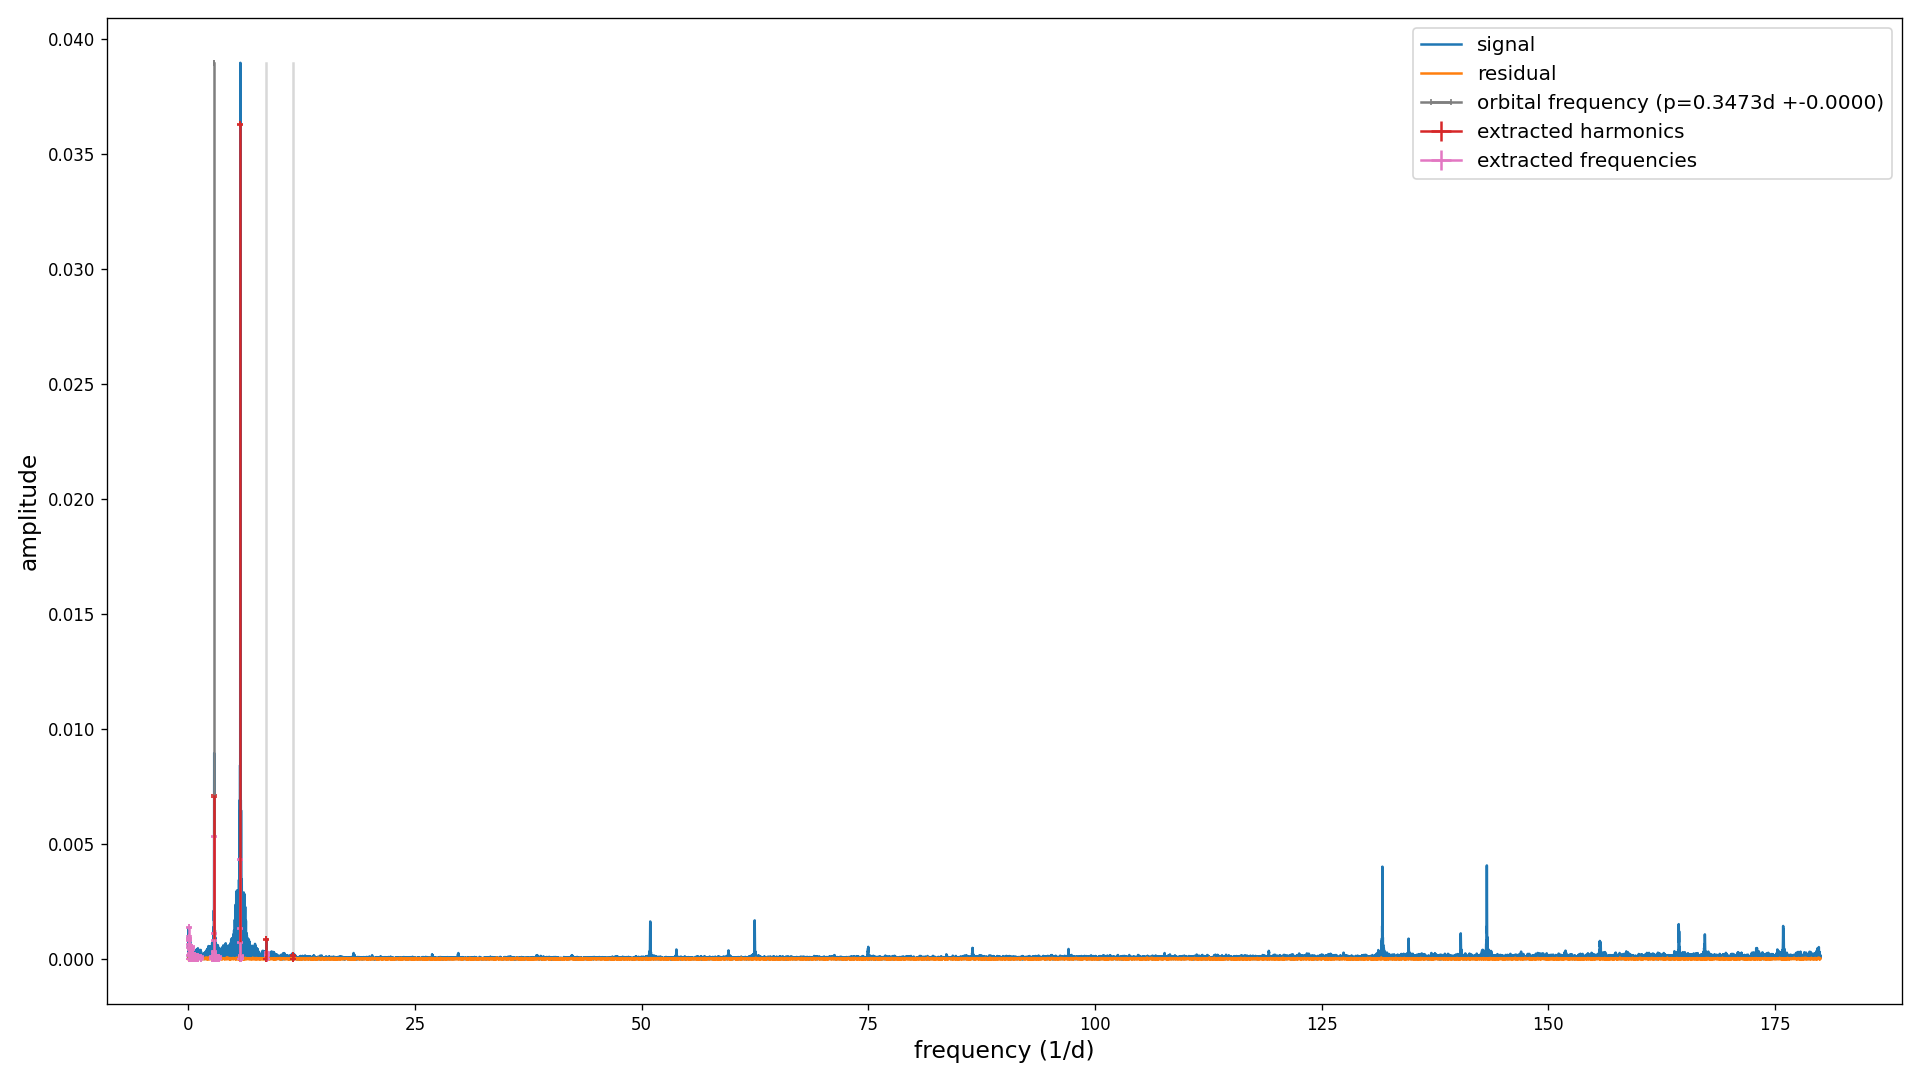 0.040
0.035
0.030
0.025
0.020
0.015
0.010
0.005
0.000
amplitude
0
25
50
75
100
125
150
175
frequency (1/d)
signal
residual
orbital frequency (p=0.3473d +-0.0000)
extracted harmonics
extracted frequencies